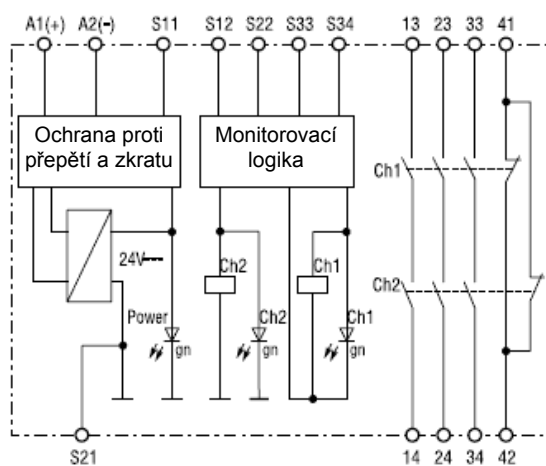 A1(+) A2(-) S11 S12 S22 S33 S34 13 23 33 41
Ochrana proti
přepětí a zkratu
Monitorovací
logika
Ch1
24V
Ch2
Ch1
Ch2
Power
Ch2
Ch1
gn
gn
gn
S21
14 24 34 42